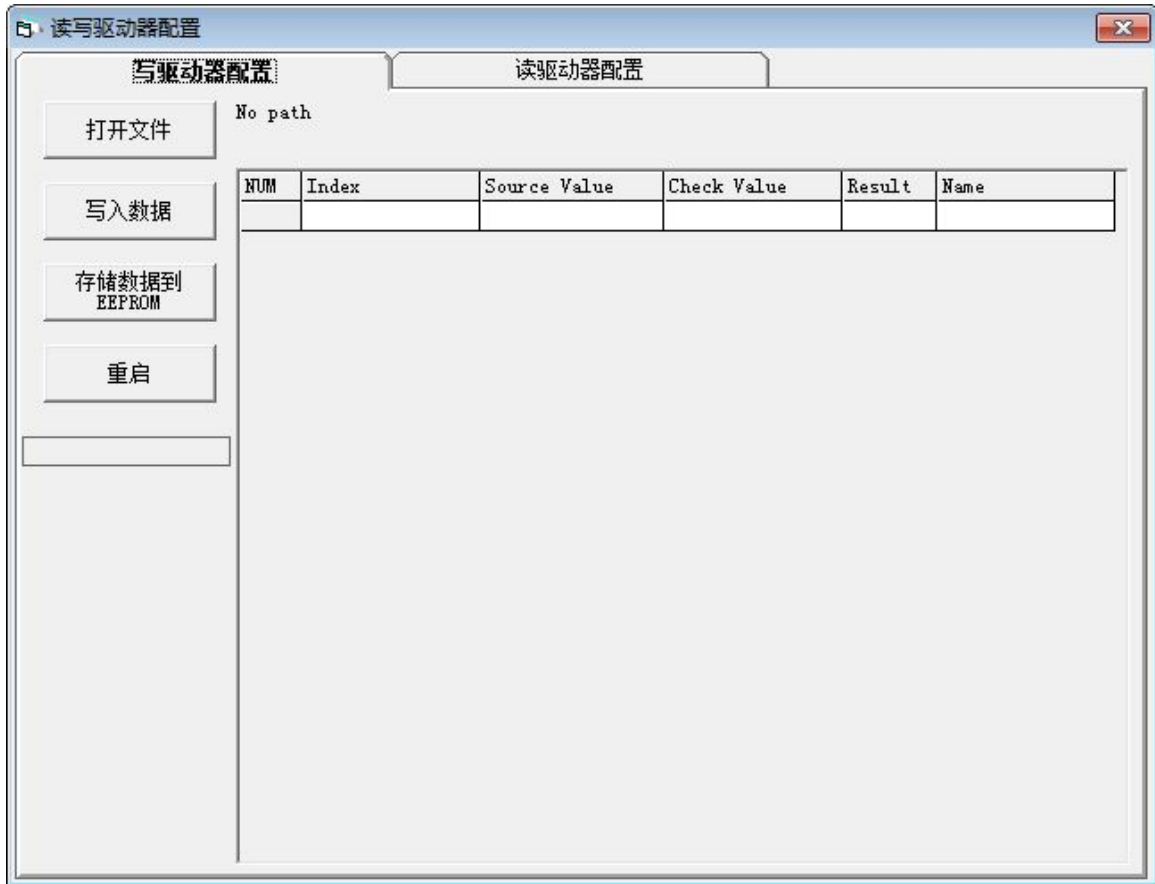 读写驱动器配置
写驱动器配置 读驱动器配置
打开文件
No path
NUM Index Source Value Check Value Result Name
写入数据
存储数据到
EEPROM
重启